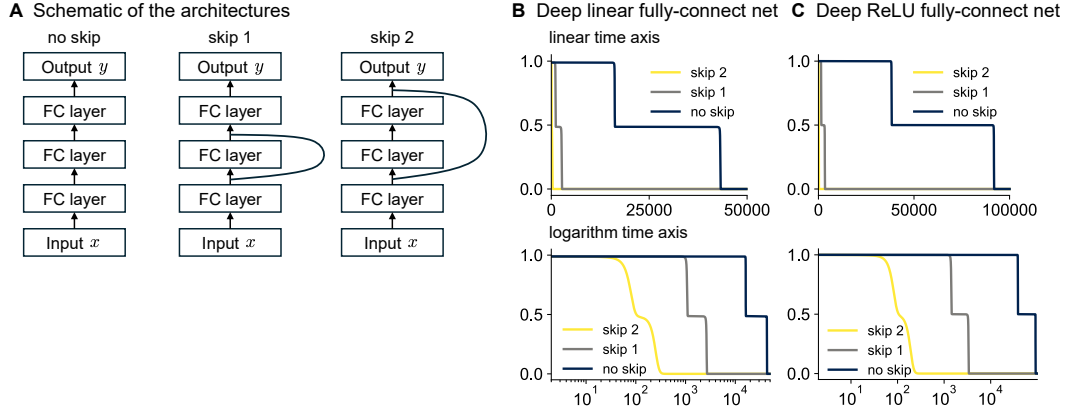 A Schematic of the architectures
no skip
Output y
FC layer
FC layer
FC layer
Input x
skip 1
Output y
FC layer
FC layer
FC layer
Input x
skip 2
Output y
FC layer
FC layer
FC layer
Input x
B Deep linear fully-connect net
linear time axis
1.0
0.5
0.0
0 25000 50000
skip 2
skip 1
no skip
logarithm time axis
1.0
0.5
0.0
10^1 10^2 10^3 10^4
skip 2
skip 1
no skip
C Deep ReLU fully-connect net
1.0
0.5
0.0
0 50000 100000
skip 2
skip 1
no skip
1.0
0.5
0.0
10^1 10^2 10^3 10^4
skip 2
skip 1
no skip